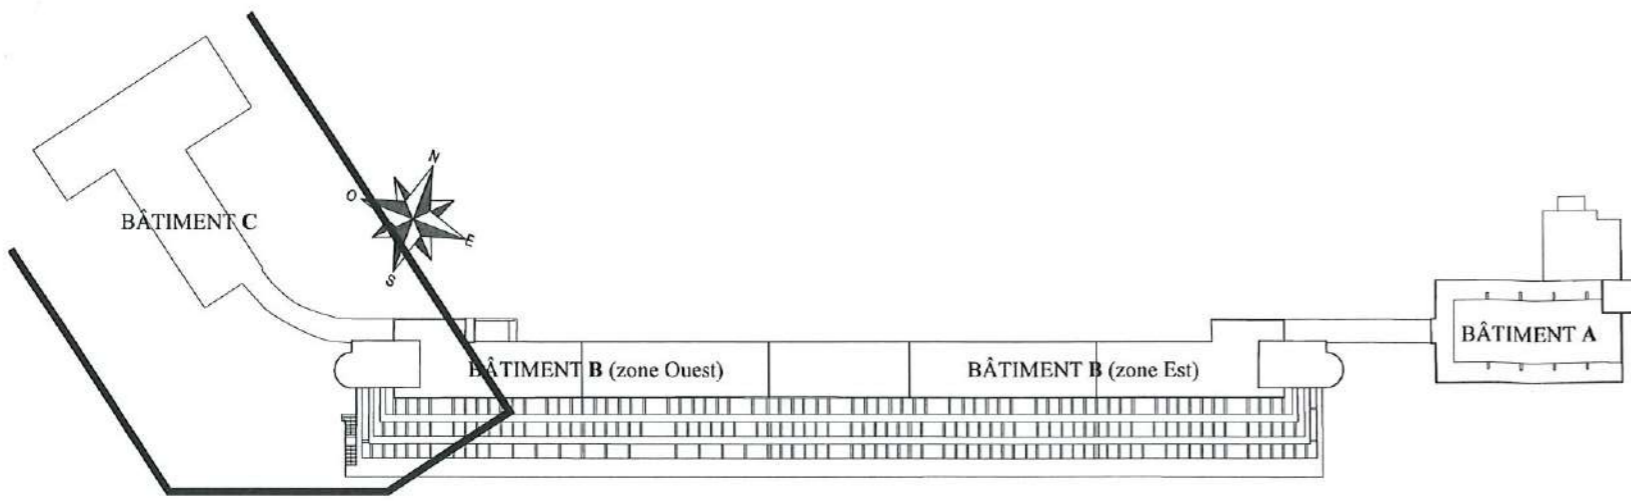 N
O
E
S
BÂTIMENT C
BÂTIMENT B (zone Ouest)
BÂTIMENT B (zone Est)
BÂTIMENT A